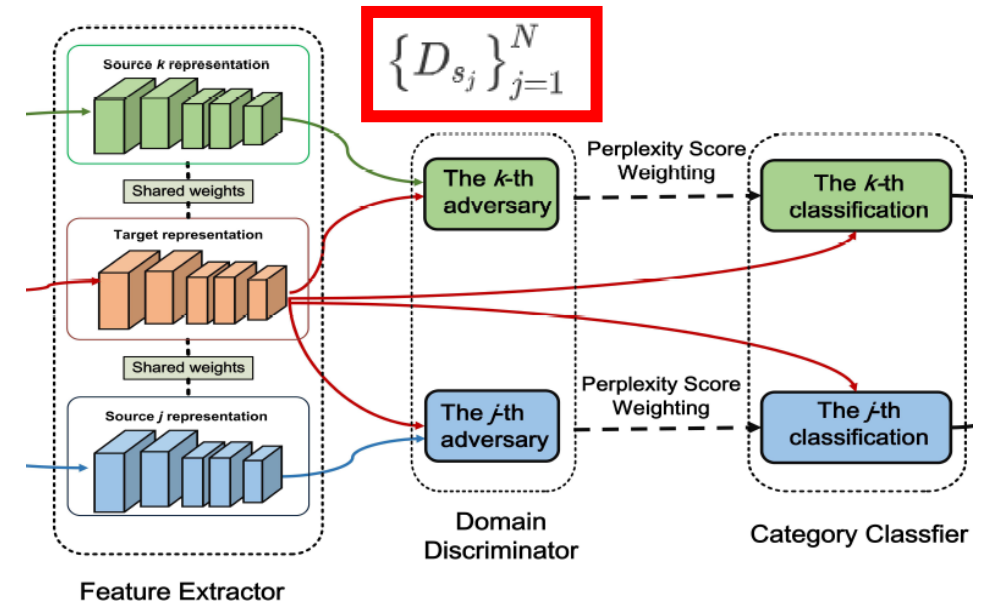 {D_{s_j}}_{j=1}^{N}
Source k representation
Shared weights
Target representation
Shared weights
Source j representation
Feature Extractor
The k-th
adversary
The j-th
adversary
Domain
Discriminator
Perplexity Score
Weighting
Perplexity Score
Weighting
The k-th
classification
The j-th
classification
Category Classfier